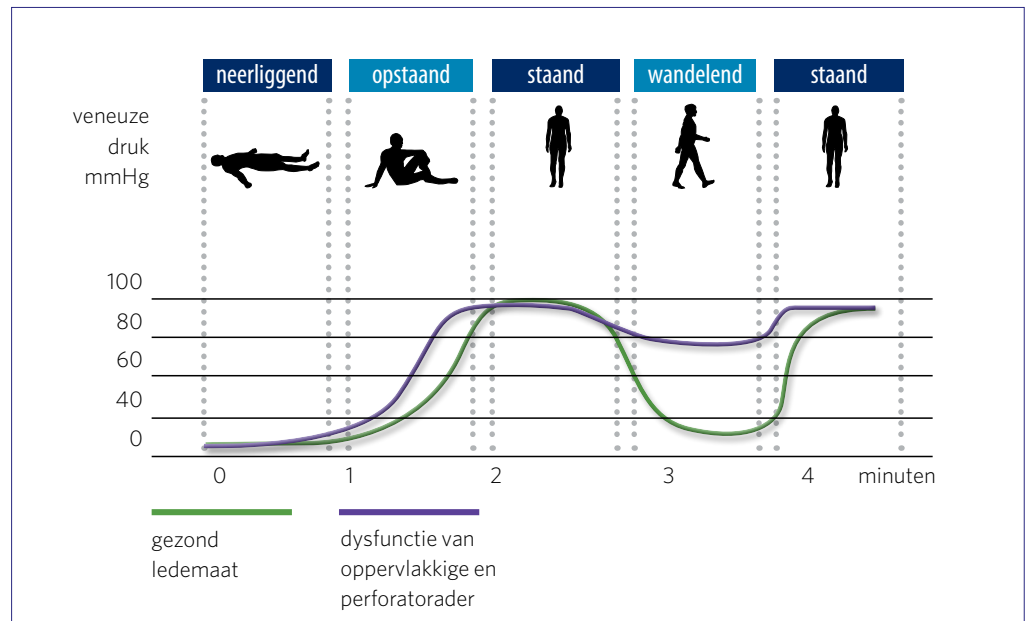 neerliggend opstaand staand wandelend staand
veneuze
druk
mmHg
100
80
60
40
0
0 1 2 3 4 minuten
gezond
ledemaat
dysfunctie van
oppervlakkige en
perforatorader